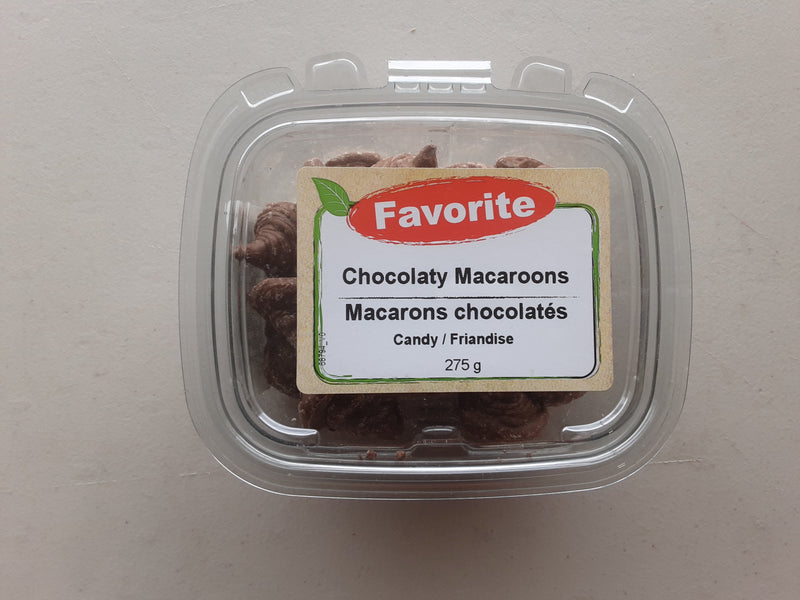 Favorite
Chocolaty Macaroons
Macarons chocolatés
Candy / Friandise
275 g